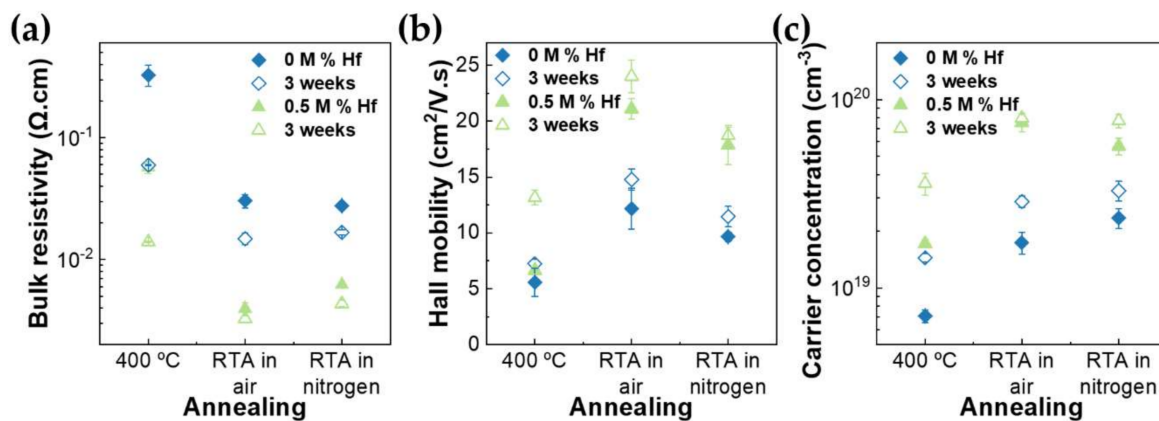 (a)
Bulk resistivity (Ω.cm)
10⁻¹
10⁻²
0 M % Hf
3 weeks
0.5 M % Hf
3 weeks
400 ºC
RTA in
air
RTA in
nitrogen
Annealing
(b)
Hall mobility (cm²/V.s)
25
20
15
10
5
0
0 M % Hf
3 weeks
0.5 M % Hf
3 weeks
400 ºC
RTA in
air
RTA in
nitrogen
Annealing
(c)
Carrier concentration (cm⁻³)
10²⁰
10¹⁹
0 M % Hf
3 weeks
0.5 M % Hf
3 weeks
400 ºC
RTA in
air
RTA in
nitrogen
Annealing